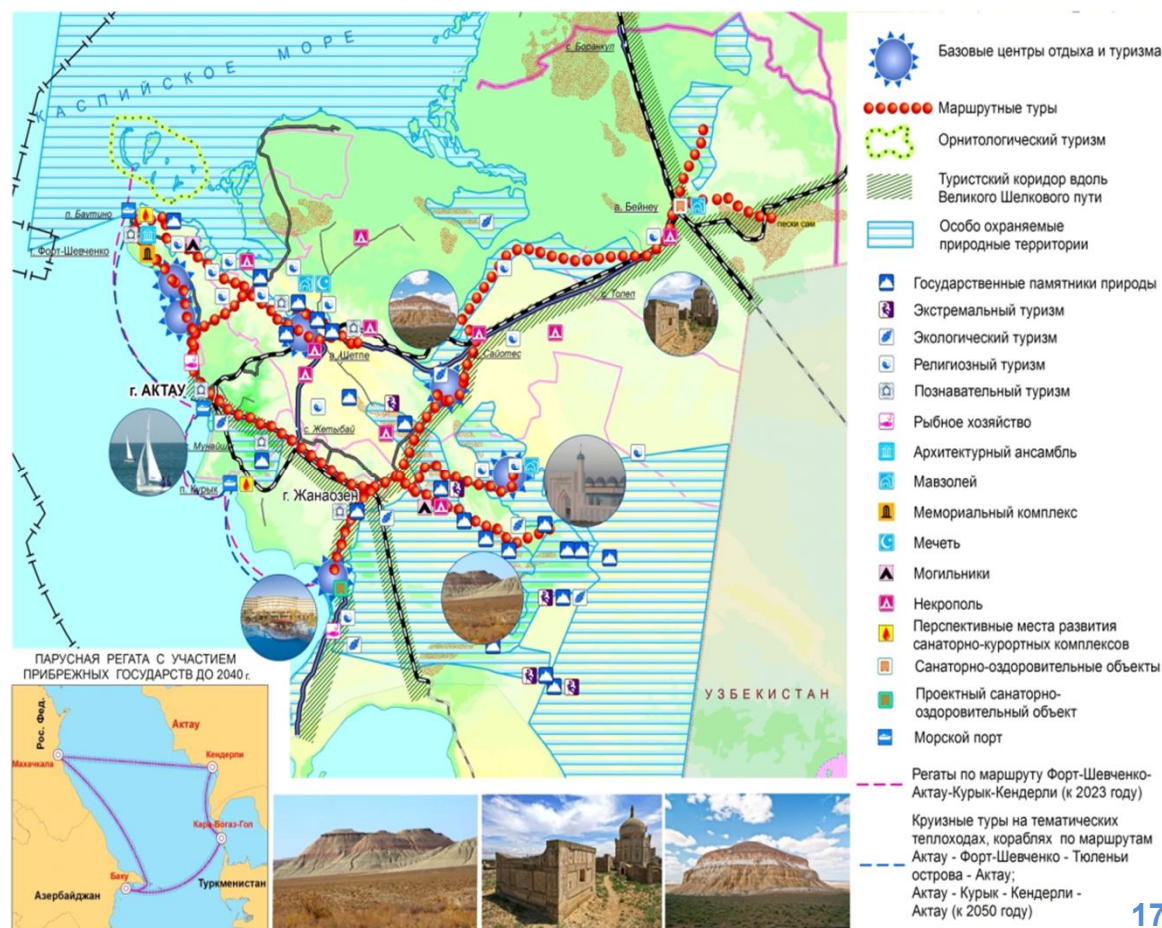 КАСПИЙСКОЕ МОРЕ
с. Боранкул
п. Баутино
г. Форт-Шевченко
а. Бейнеу
пески сам
с. Толеп
с. Сайотес
а. Шетпе
г. АКТАУ
с. Жетыбай
п. Курык
г. Жанаозен
УЗБЕКИСТАН
ПАРУСНАЯ РЕГАТА С УЧАСТИЕМ
ПРИБРЕЖНЫХ ГОСУДАРСТВ ДО 2040 г.
Рос. Фед.
Актау
Махачкала
Кендерли
Кара-Богаз-Гол
Баку
Азербайджан
Туркменистан
Базовые центры отдыха и туризма
Маршрутные туры
Орнитологический туризм
Туристский коридор вдоль
Великого Шелкового пути
Особо охраняемые
природные территории
Государственные памятники природы
Экстремальный туризм
Экологический туризм
Религиозный туризм
Познавательный туризм
Рыбное хозяйство
Архитектурный ансамбль
Мавзолей
Мемориальный комплекс
Мечеть
Могильники
Некрополь
Перспективные места развития
санаторно-курортных комплексов
Санаторно-оздоровительные объекты
Проектный санаторно-
оздоровительный объект
Морской порт
Регаты по маршруту Форт-Шевченко-
Актау-Курык-Кендерли (к 2023 году)
Круизные туры на тематических
теплоходах, кораблях по маршрутам
Актау - Форт-Шевченко - Тюленьи
острова - Актау;
Актау - Курык - Кендерли -
Актау (к 2050 году)
17